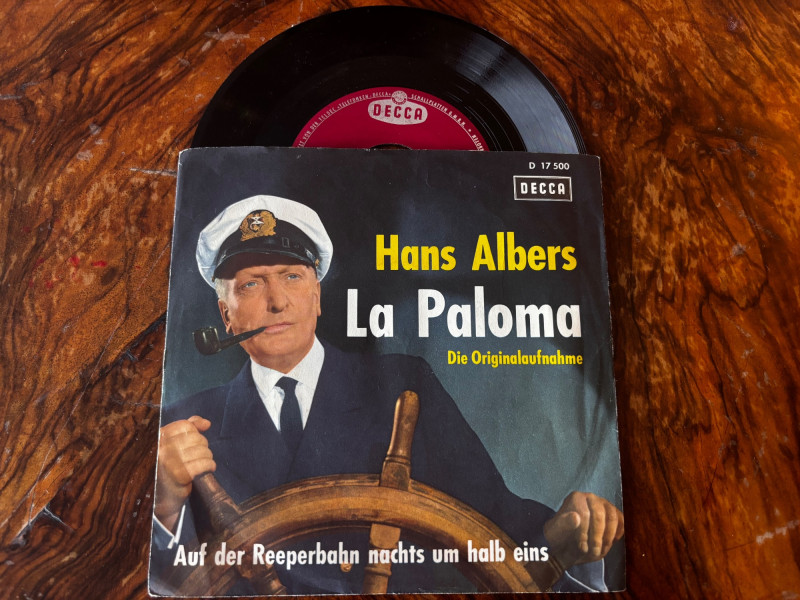 DECCA
D 17 500
DECCA
Hans Albers
La Paloma
Die Originalaufnahme
Auf der Reeperbahn nachts um halb eins